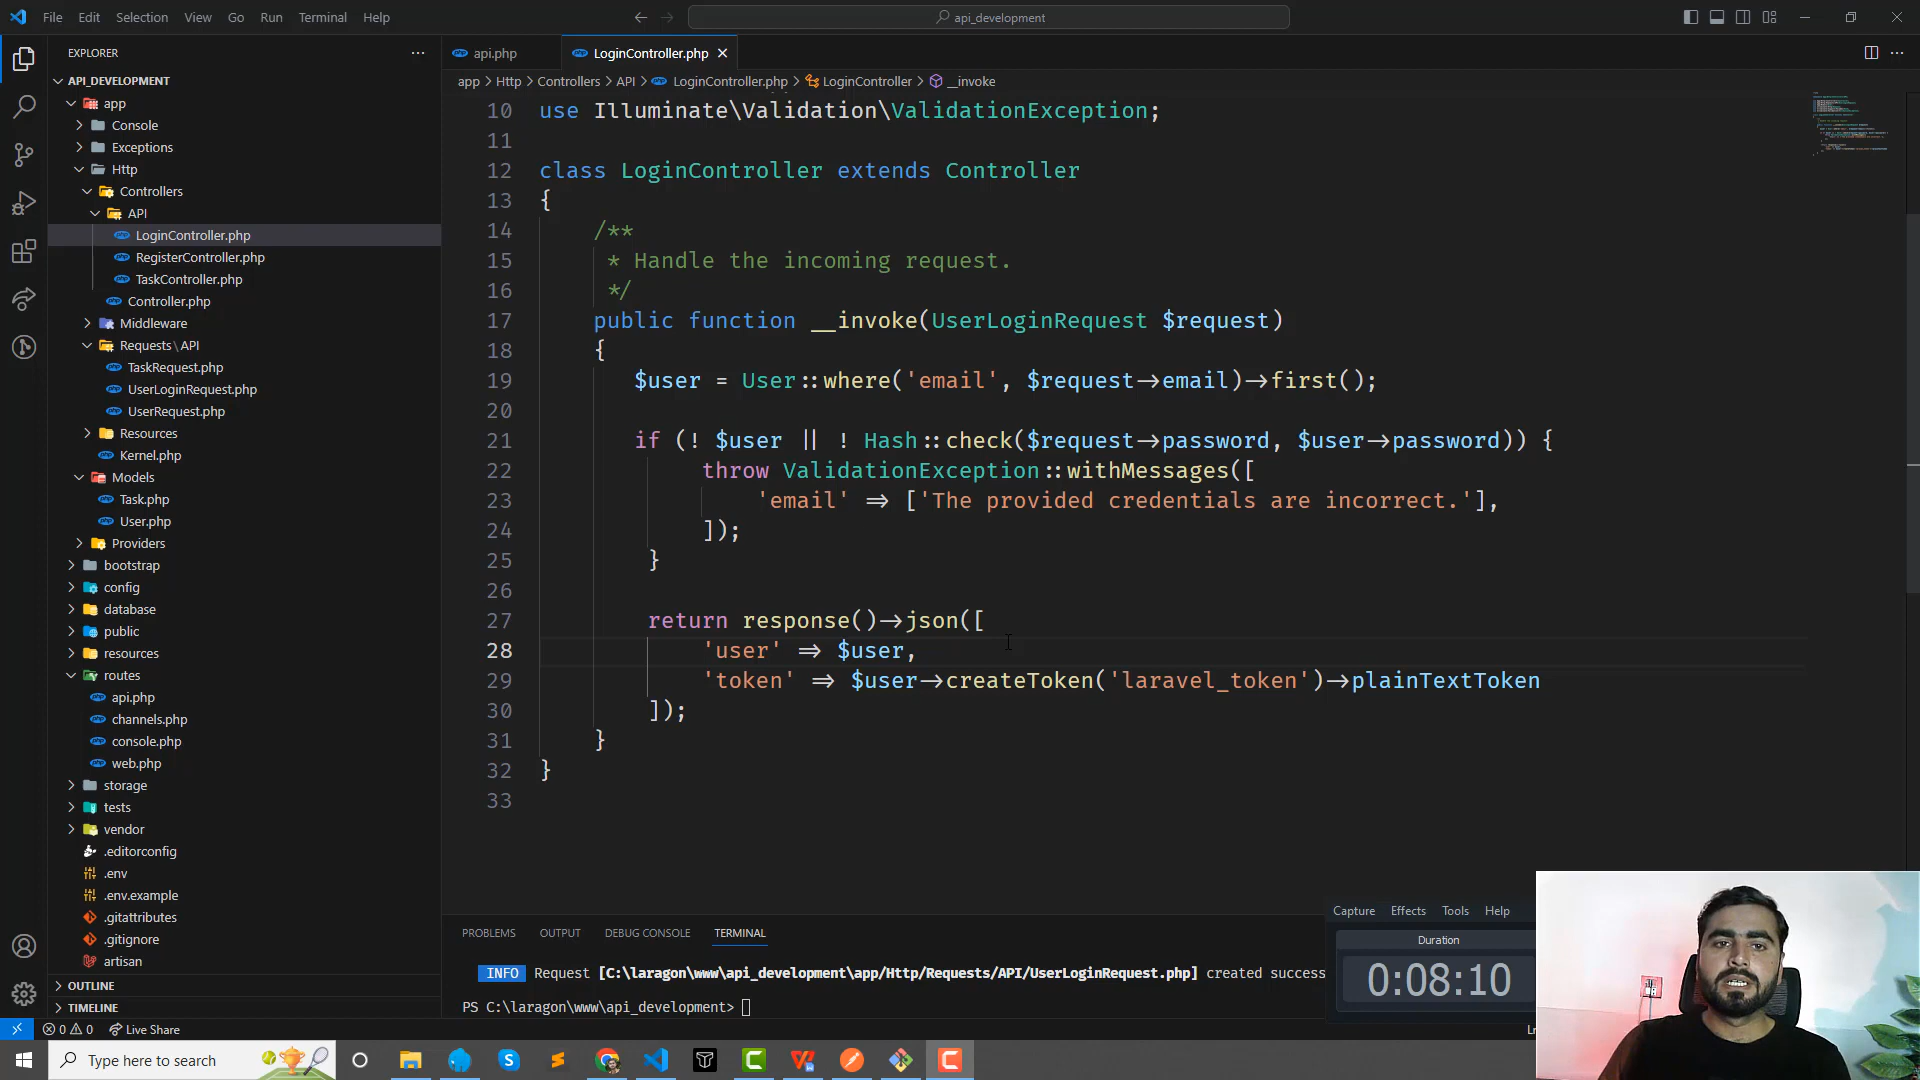 File Edit Selection View Go Run Terminal Help
api_development
EXPLORER
API_DEVELOPMENT
app
Console
Exceptions
Http
Controllers
API
LoginController.php
RegisterController.php
TaskController.php
Controller.php
Middleware
Requests\API
TaskRequest.php
UserLoginRequest.php
UserRequest.php
Resources
Kernel.php
Models
Task.php
User.php
Providers
bootstrap
config
database
public
resources
routes
api.php
channels.php
console.php
web.php
storage
tests
vendor
.editorconfig
.env
.env.example
.gitattributes
.gitignore
artisan
OUTLINE
TIMELINE
api.php LoginController.php
app > Http > Controllers > API > LoginController.php > LoginController > __invoke
10 use Illuminate\Validation\ValidationException;
11
12 class LoginController extends Controller
13 {
14 /**
15 * Handle the incoming request.
16 */
17 public function __invoke(UserLoginRequest $request)
18 {
19 $user = User::where('email', $request->email)->first();
20
21 if (! $user || ! Hash::check($request->password, $user->password)) {
22 throw ValidationException::withMessages([
23 'email' => ['The provided credentials are incorrect.'],
24 ]);
25 }
26
27 return response()->json([
28 'user' => $user,
29 'token' => $user->createToken('laravel_token')->plainTextToken
30 ]);
31 }
32 }
33
PROBLEMS OUTPUT DEBUG CONSOLE TERMINAL
INFO Request [C:\laragon\www\api_development\app/Http/Requests/API/UserLoginRequest.php] created success
PS C:\laragon\www\api_development>
Capture Effects Tools Help
Duration
0:08:10
0 0 Live Share
Ln
Type here to search